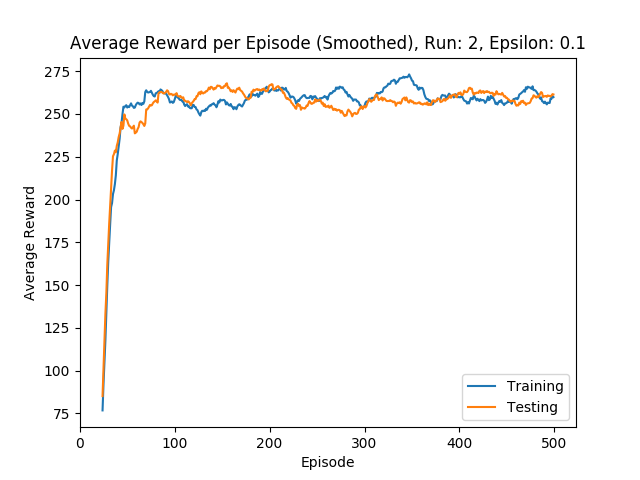 Average Reward per Episode (Smoothed), Run: 2, Epsilon: 0.1
275
250
225
200
175
150
125
100
75
Average Reward
0 100 200 300 400 500
Episode
Training
Testing